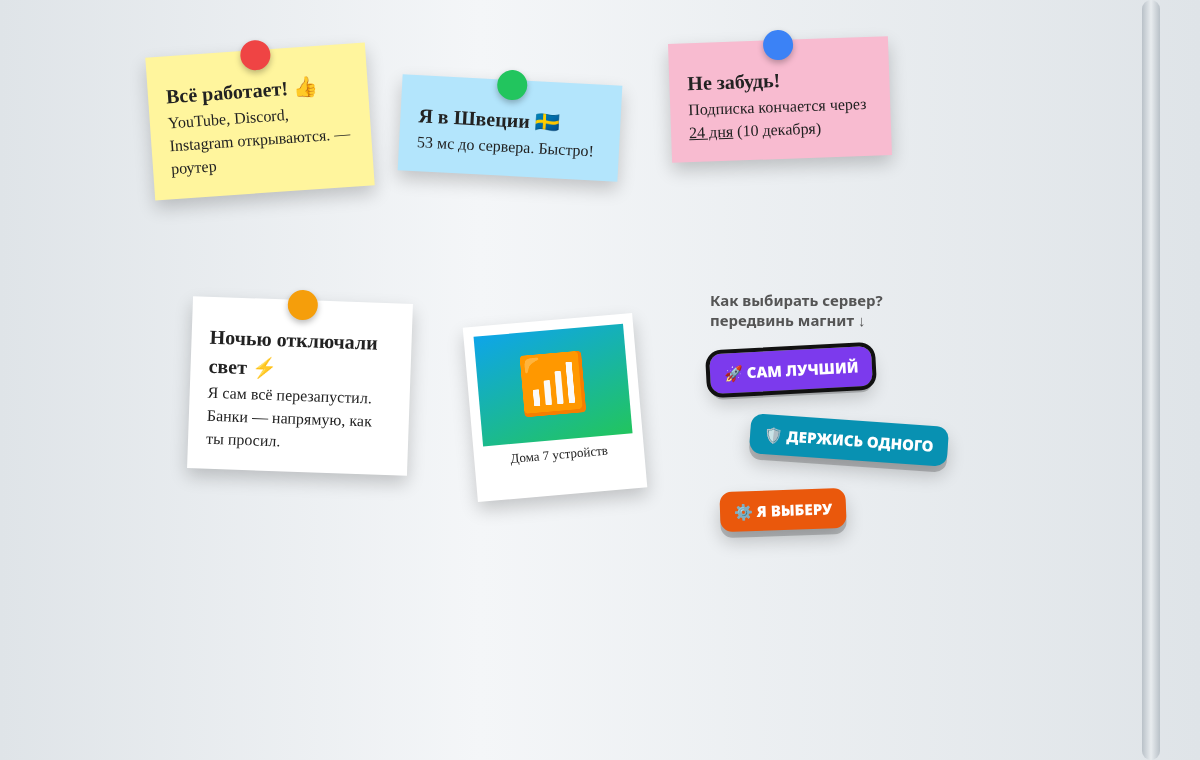 Всё работает! 👍
YouTube, Discord,
Instagram открываются. —
роутер
Я в Швеции 🇸🇪
53 мс до сервера. Быстро!
Не забудь!
Подписка кончается через
24 дня (10 декабря)
Ночью отключали
свет ⚡
Я сам всё перезапустил.
Банки — напрямую, как
ты просил.
Дома 7 устройств
Как выбирать сервер?
передвинь магнит ↓
🚀 САМ ЛУЧШИЙ
🛡️ ДЕРЖИСЬ ОДНОГО
⚙️ Я ВЫБЕРУ